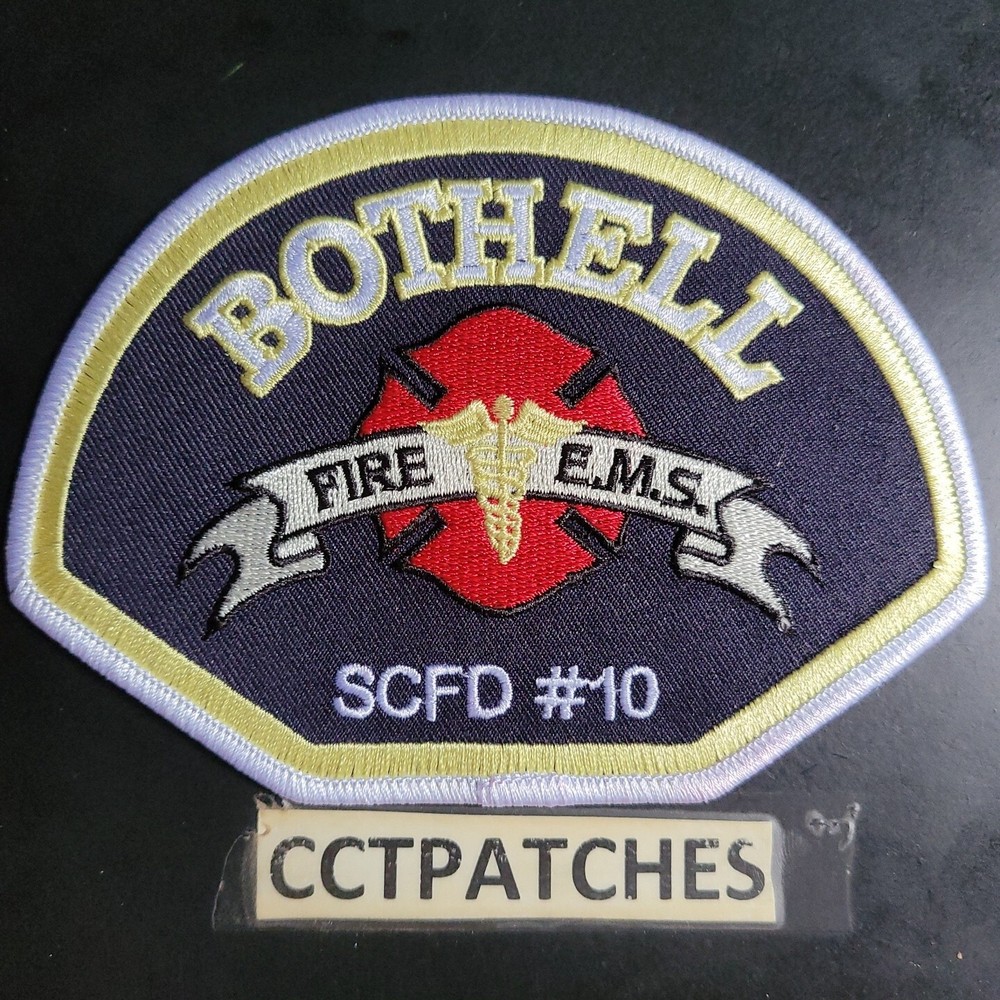 BOTHELL
FIRE E.M.S.
SCFD #10
CCTPATCHES